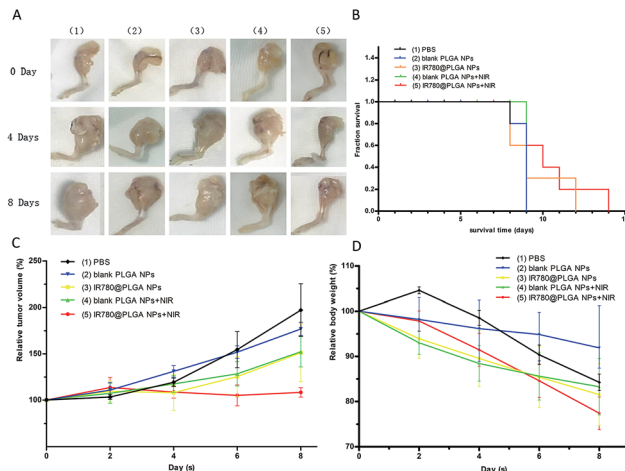 A
(1) (2) (3) (4) (5)
0 Day
4 Days
8 Days
B
(1) PBS
(2) blank PLGA NPs
(3) IR780@PLGA NPs
(4) blank PLGA NPs+NIR
(5) IR780@PLGA NPs+NIR
Fraction survival
1.4
1.2
1.0
0.8
0.6
0.4
0.2
0.0
0 5 10 15
survival time (days)
C
(1) PBS
(2) blank PLGA NPs
(3) IR780@PLGA NPs
(4) blank PLGA NPs+NIR
(5) IR780@PLGA NPs+NIR
Relative tumor volume (%)
250
200
150
100
50
0 2 4 6 8
Day (s)
D
(1) PBS
(2) blank PLGA NPs
(3) IR780@PLGA NPs
(4) blank PLGA NPs+NIR
(5) IR780@PLGA NPs+NIR
Relative body weight (%)
110
100
90
80
70
0 2 4 6 8
Day (s)